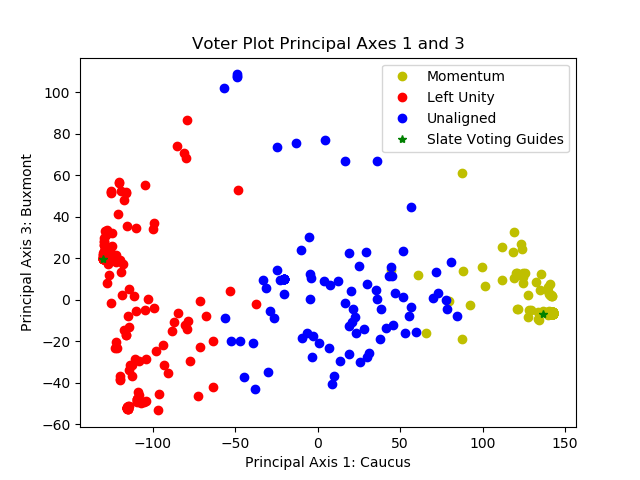 Voter Plot Principal Axes 1 and 3
Momentum
Left Unity
Unaligned
Slate Voting Guides
Principal Axis 3: Buxmont
100
80
60
40
20
0
−20
−40
−60
−100
−50
0
50
100
150
Principal Axis 1: Caucus